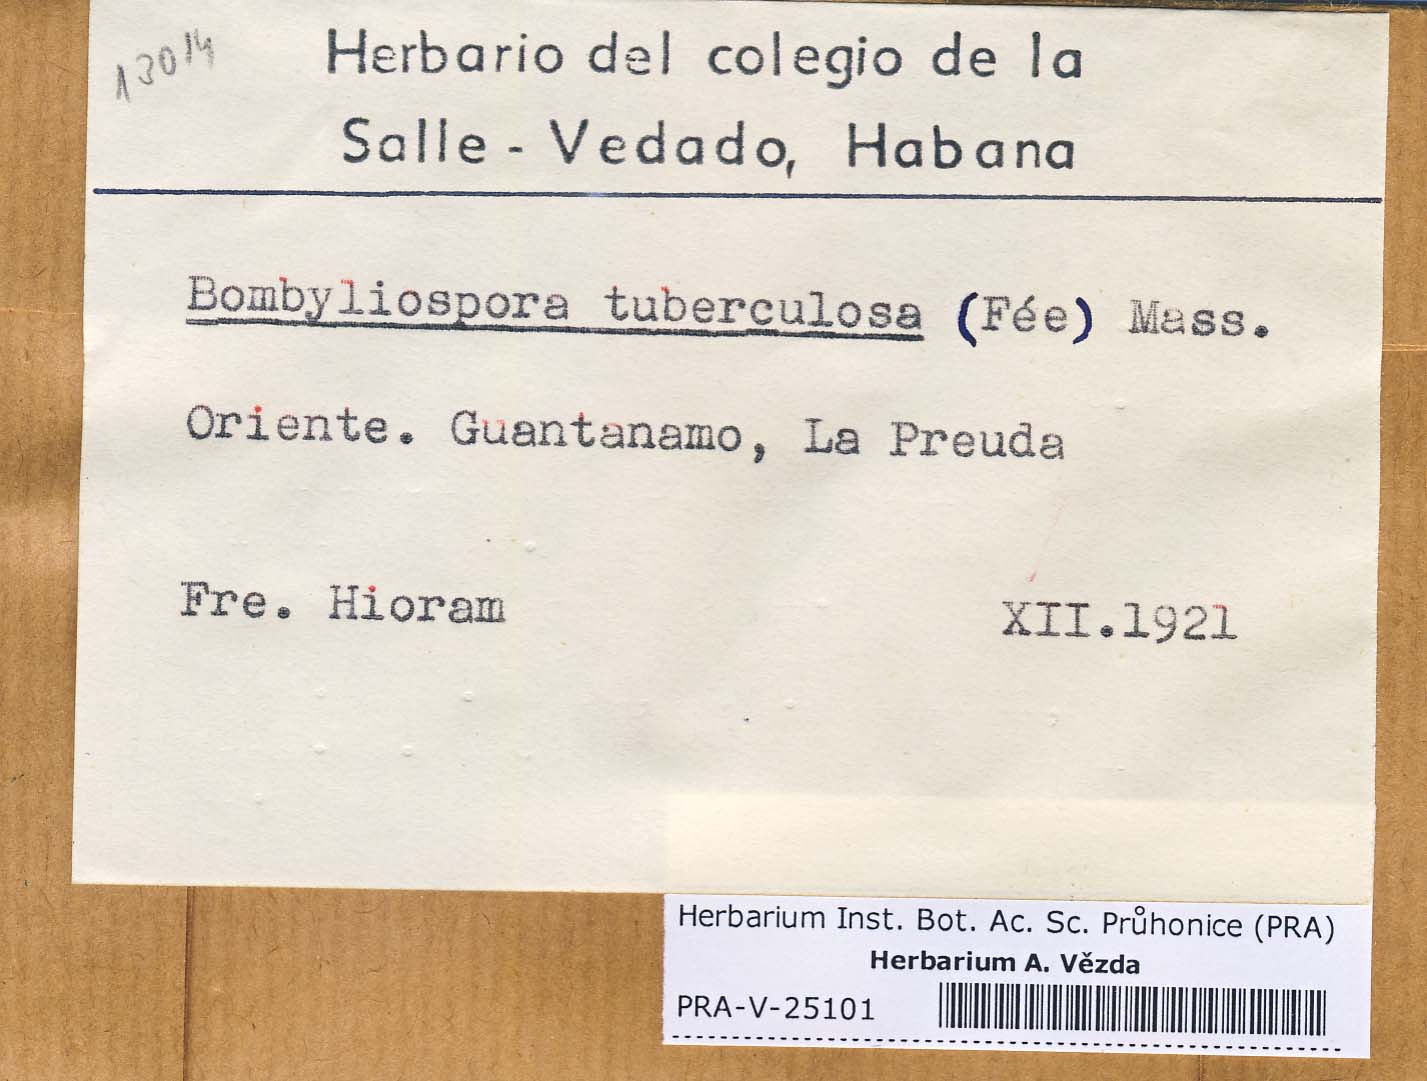 13014
Herbario del colegio de la
Salle - Vedado, Habana
Bombyliospora tuberculosa (Fée) Mass.
Oriente. Guantanamo, La Preuda
Fre. Hioram
XII.1921
Herbarium Inst. Bot. Ac. Sc. Průhonice (PRA)
Herbarium A. Vězda
PRA-V-25101